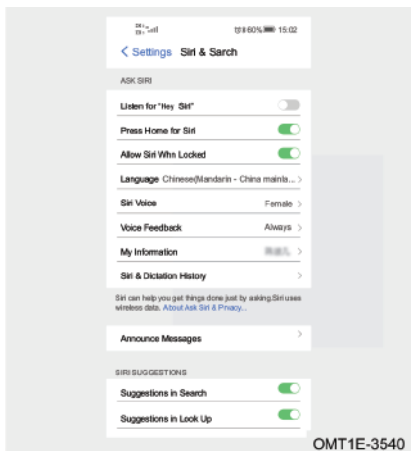 60% 15:02
Settings Siri & Sarch
ASK SIRI
Listen for "Hey Siri"
Press Home for Siri
Allow Siri Whn Locked
Language Chinese(Mandarin - China mainla...
Siri Voice Female
Voice Feedback Always
My Information
Siri & Dictation History
Siri can help you get things done just by asking.Siri uses
wireless data. About Ask Siri & Privacy...
Announce Messages
SIRI SUGGESTIONS
Suggestions in Search
Suggestions in Look Up
OMT1E-3540